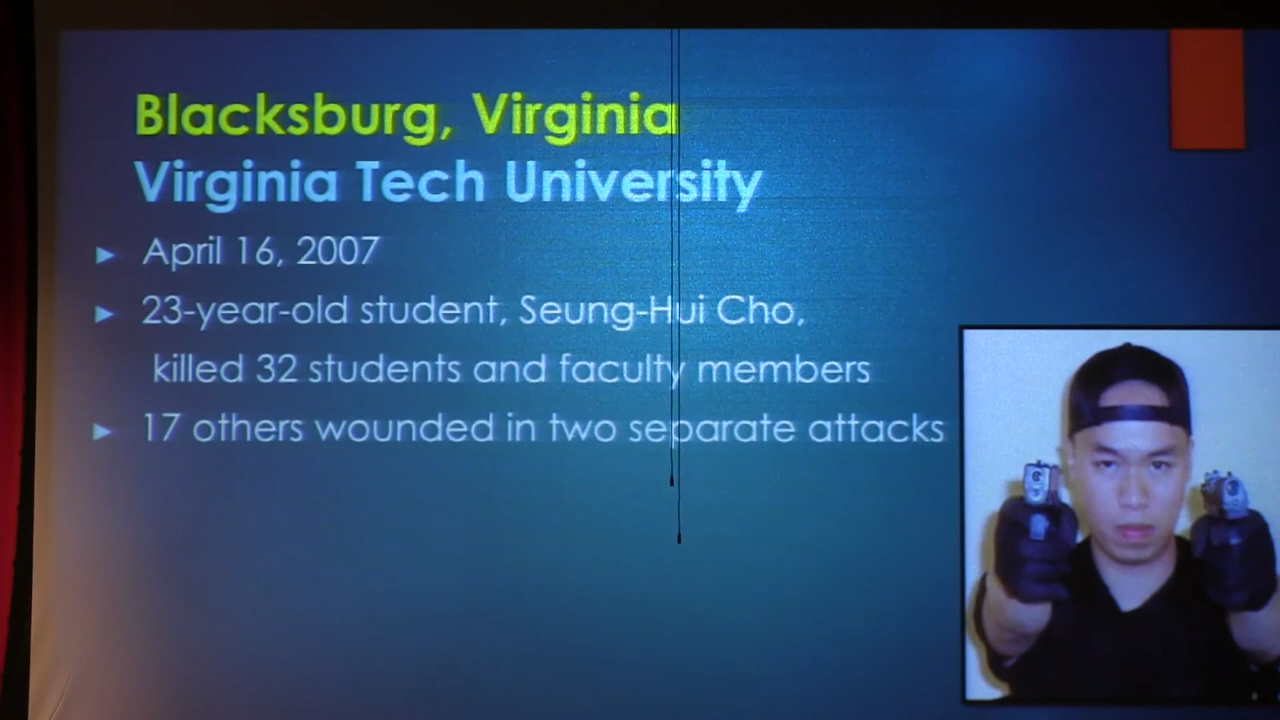 Blacksburg, Virginia
Virginia Tech University
► April 16, 2007
► 23-year-old student, Seung-Hui Cho,
killed 32 students and faculty members
► 17 others wounded in two separate attacks